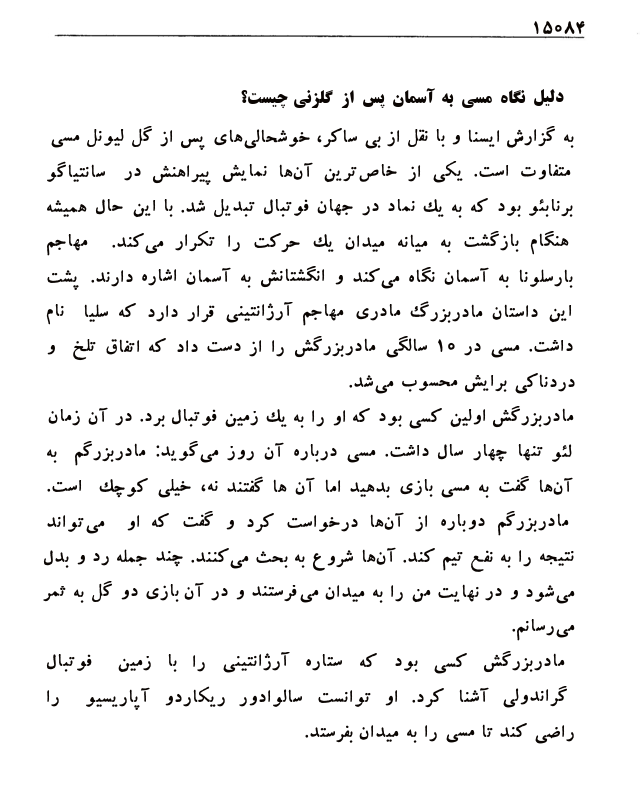 ۱۵۰۸۴
دلیل نگاه مسی به آسمان پس از گلزنی چیست؟
به گزارش ایسنا و با نقل از بی ساکر، خوشحالی‌های پس از گل لیونل مسی
متفاوت است. یکی از خاص‌ترین آن‌ها نمایش پیراهنش در سانتیاگو
برنابئو بود که به یك نماد در جهان فوتبال تبدیل شد. با این حال همیشه
هنگام بازگشت به میانه میدان یك حرکت را تکرار می‌کند. مهاجم
بارسلونا به آسمان نگاه می‌کند و انگشتانش به آسمان اشاره دارند. پشت
این داستان مادربزرگ مادری مهاجم آرژانتینی قرار دارد که سلیا نام
داشت. مسی در ۱۰ سالگی مادربزرگش را از دست داد که اتفاق تلخ و
دردناکی برایش محسوب می‌شد.
مادربزرگش اولین کسی بود که او را به یك زمین فوتبال برد. در آن زمان
لئو تنها چهار سال داشت. مسی درباره آن روز می‌گوید: مادربزرگم به
آن‌ها گفت به مسی بازی بدهید اما آن ها گفتند نه، خیلی کوچك است.
مادربزرگم دوباره از آن‌ها درخواست کرد و گفت که او می‌تواند
نتیجه را به نفع تیم کند. آن‌ها شروع به بحث می‌کنند. چند جمله رد و بدل
می‌شود و در نهایت من را به میدان می‌فرستند و در آن بازی دو گل به ثمر
می‌رسانم.
مادربزرگش کسی بود که ستاره آرژانتینی را با زمین فوتبال
گراندولی آشنا کرد. او توانست سالوادور ریکاردو آپاریسیو را
راضی کند تا مسی را به میدان بفرستد.